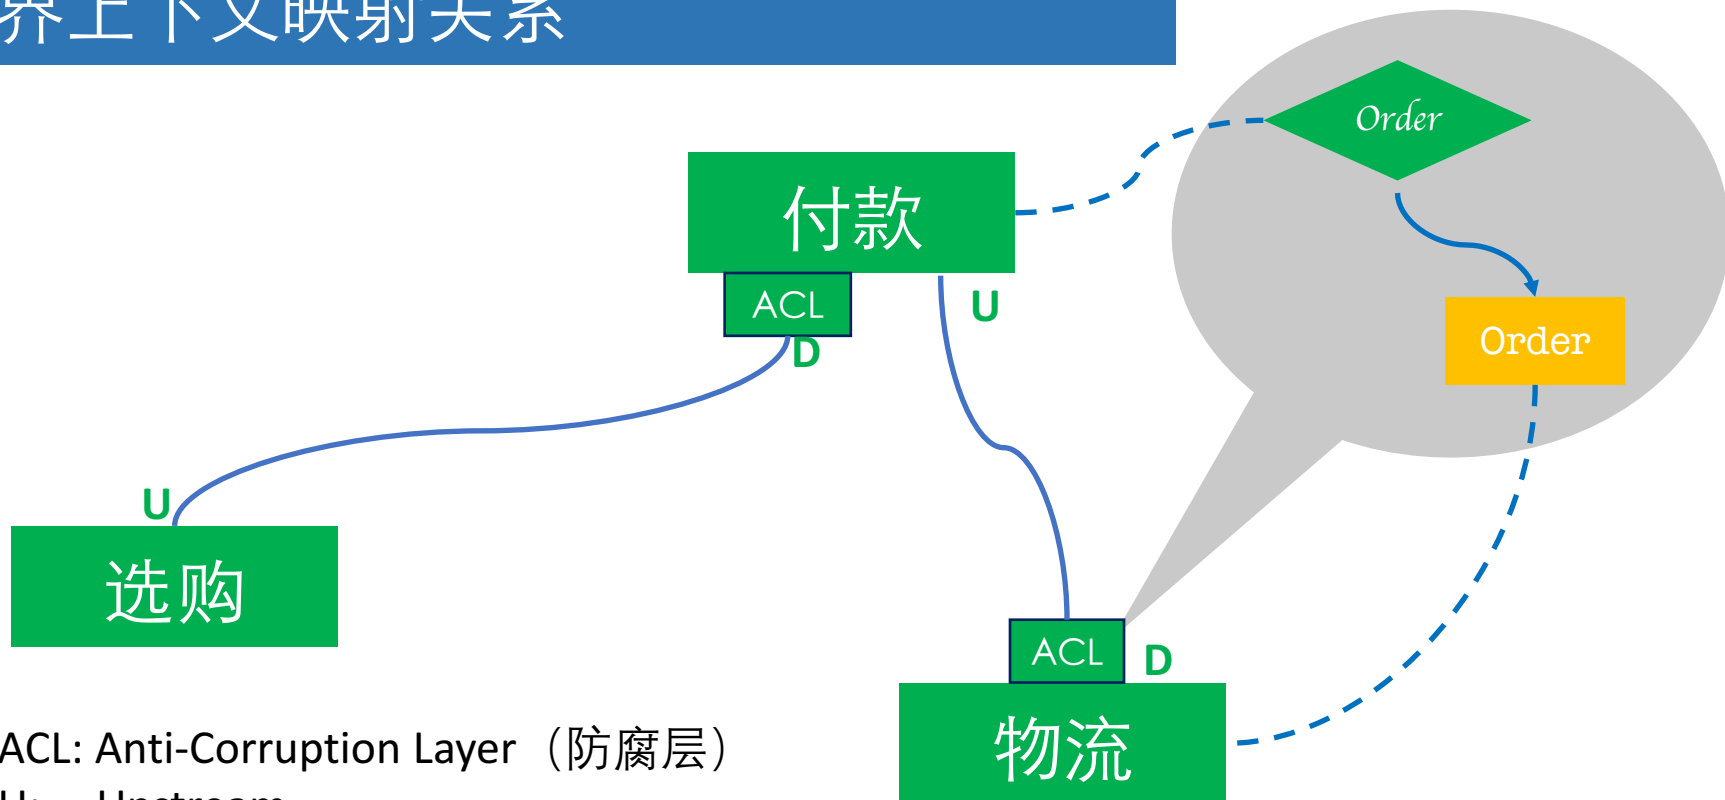 界上下文映射关系
Order
付款
ACL
U
Order
D
U
选购
ACL
D
物流
ACL: Anti-Corruption Layer（防腐层）
U: Upstream